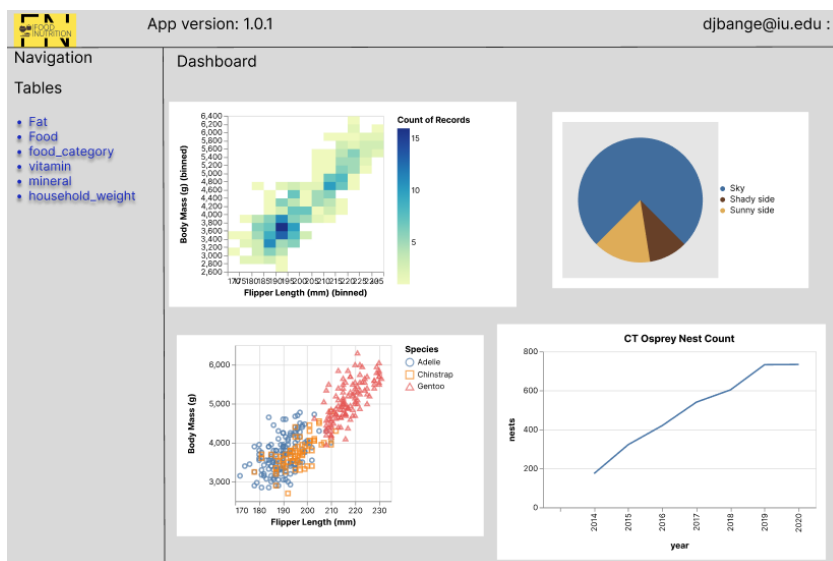 FN
FOOD
NUTRITION
App version: 1.0.1
djbange@iu.edu :
Navigation
Tables
Fat
Food
food_category
vitamin
mineral
household_weight
Dashboard
6,400
6,200
6,000
5,800
5,600
5,400
5,200
5,000
4,800
4,600
4,400
4,200
4,000
3,800
3,600
3,400
3,200
3,000
2,800
2,600
Body Mass (g) (binned)
170175180185190195200205210215220225230235
Flipper Length (mm) (binned)
Count of Records
15
10
5
Sky
Shady side
Sunny side
6,000
5,000
4,000
3,000
Body Mass (g)
170 180 190 200 210 220 230
Flipper Length (mm)
Species
Adelie
Chinstrap
Gentoo
CT Osprey Nest Count
800
600
400
200
0
nests
2014 2015 2016 2017 2018 2019 2020
year